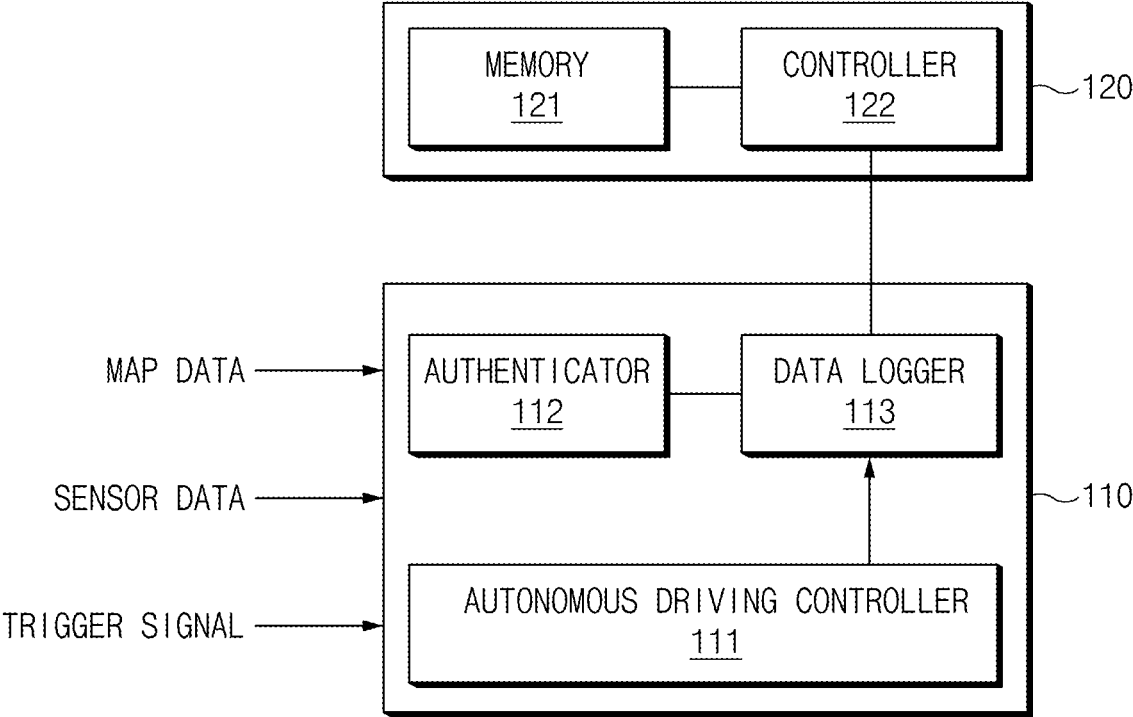 MEMORY
121
CONTROLLER
122
120
MAP DATA
AUTHENTICATOR
112
DATA LOGGER
113
SENSOR DATA
110
TRIGGER SIGNAL
AUTONOMOUS DRIVING CONTROLLER
111